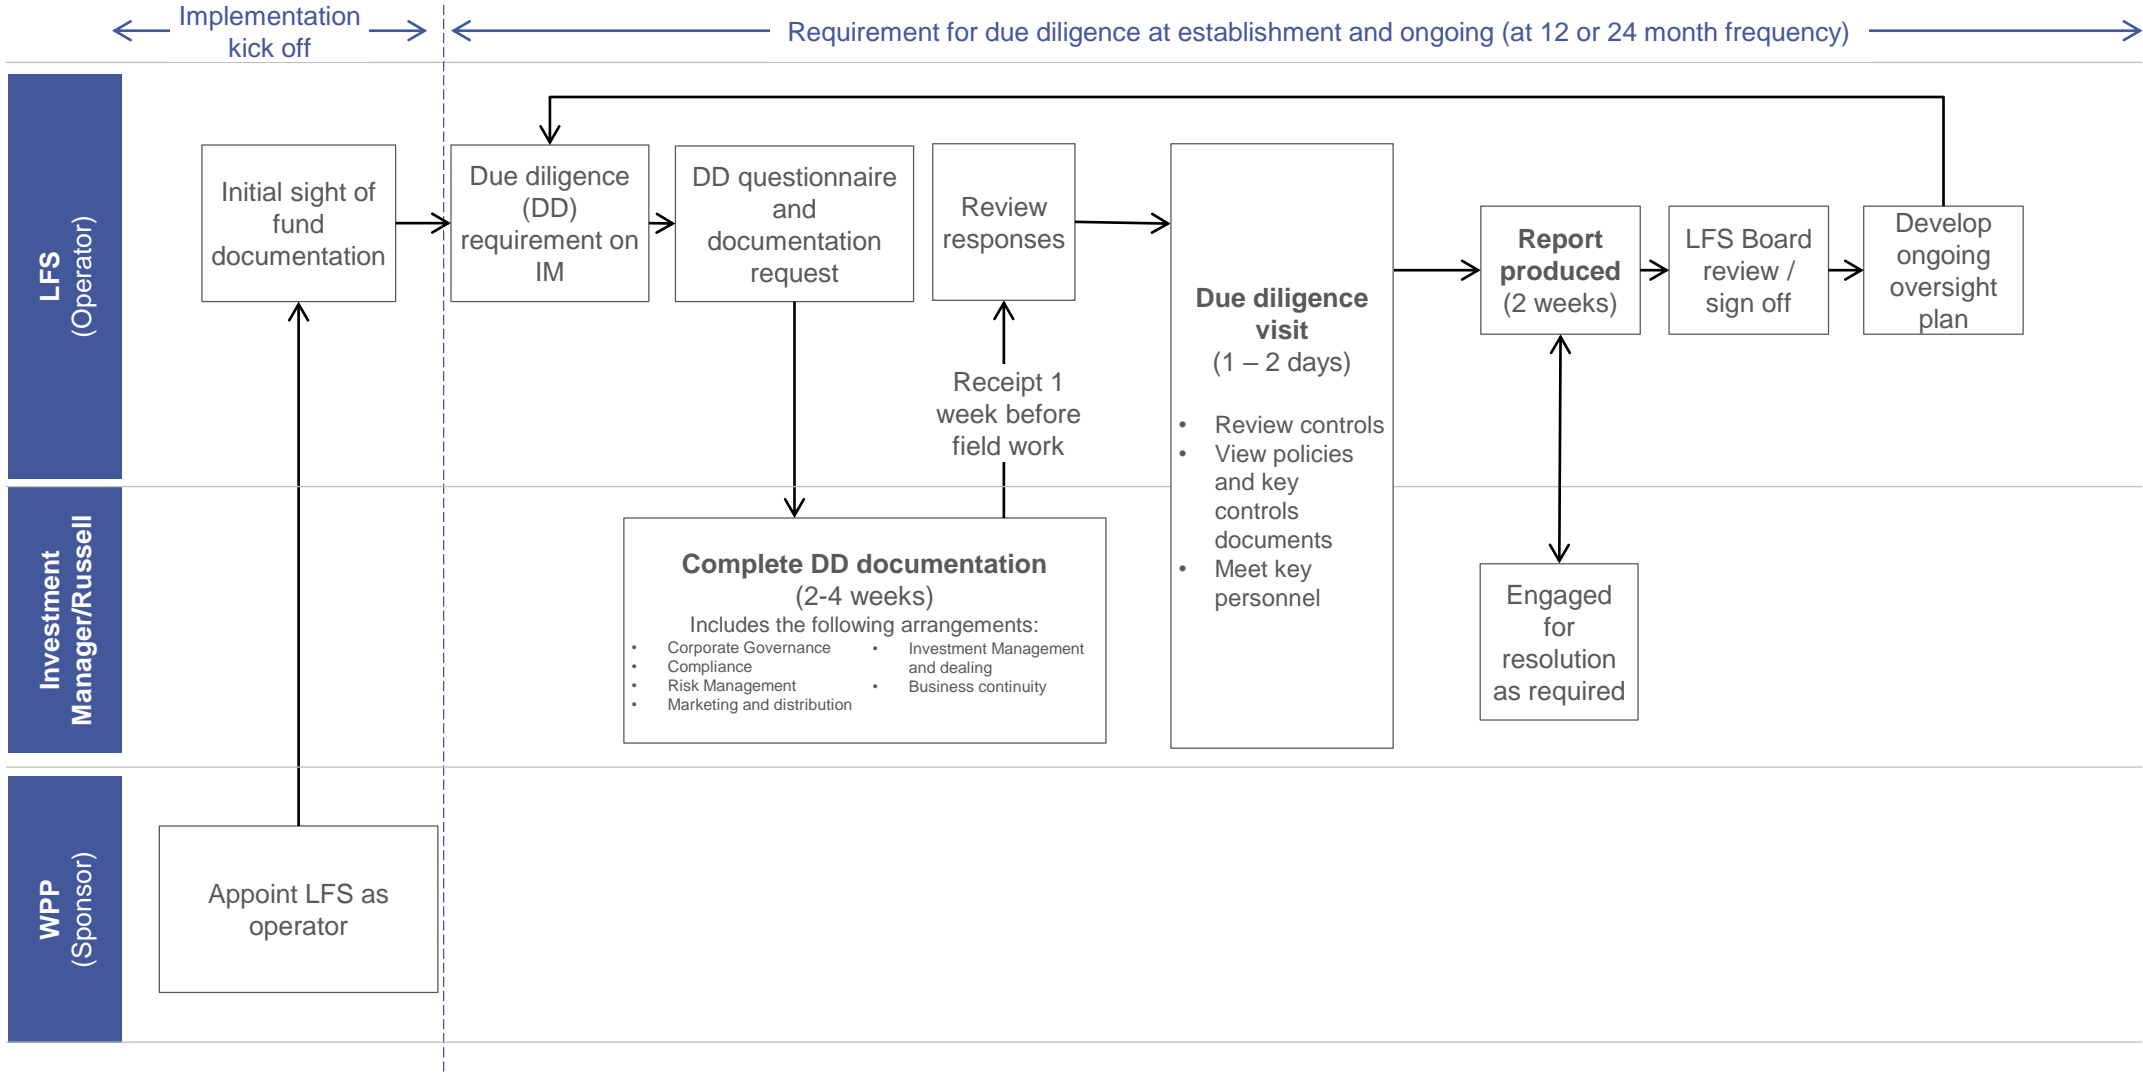 Implementation
kick off
Requirement for due diligence at establishment and ongoing (at 12 or 24 month frequency)
LFS
(Operator)
Initial sight of
fund
documentation
Due diligence
(DD)
requirement on
IM
DD questionnaire
and
documentation
request
Review
responses
Receipt 1
week before
field work
Due diligence
visit
(1 – 2 days)
• Review controls
• View policies
and key
controls
documents
• Meet key
personnel
Report
produced
(2 weeks)
LFS Board
review /
sign off
Develop
ongoing
oversight
plan
Investment
Manager/Russell
Complete DD documentation
(2-4 weeks)
Includes the following arrangements:
• Corporate Governance
• Compliance
• Risk Management
• Marketing and distribution
• Investment Management
and dealing
• Business continuity
Engaged
for
resolution
as required
WPP
(Sponsor)
Appoint LFS as
operator